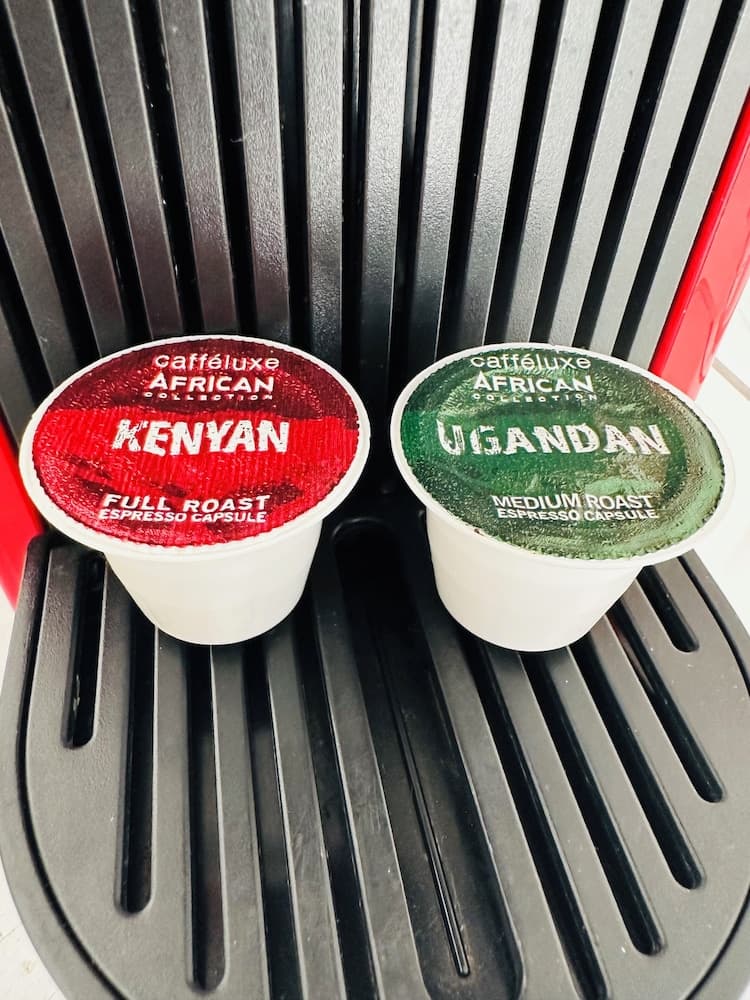 cafféluxe
AFRICAN
COLLECTION
KENYAN
FULL ROAST
ESPRESSO CAPSULE
cafféluxe
AFRICAN
COLLECTION
UGANDAN
MEDIUM ROAST
ESPRESSO CAPSULE